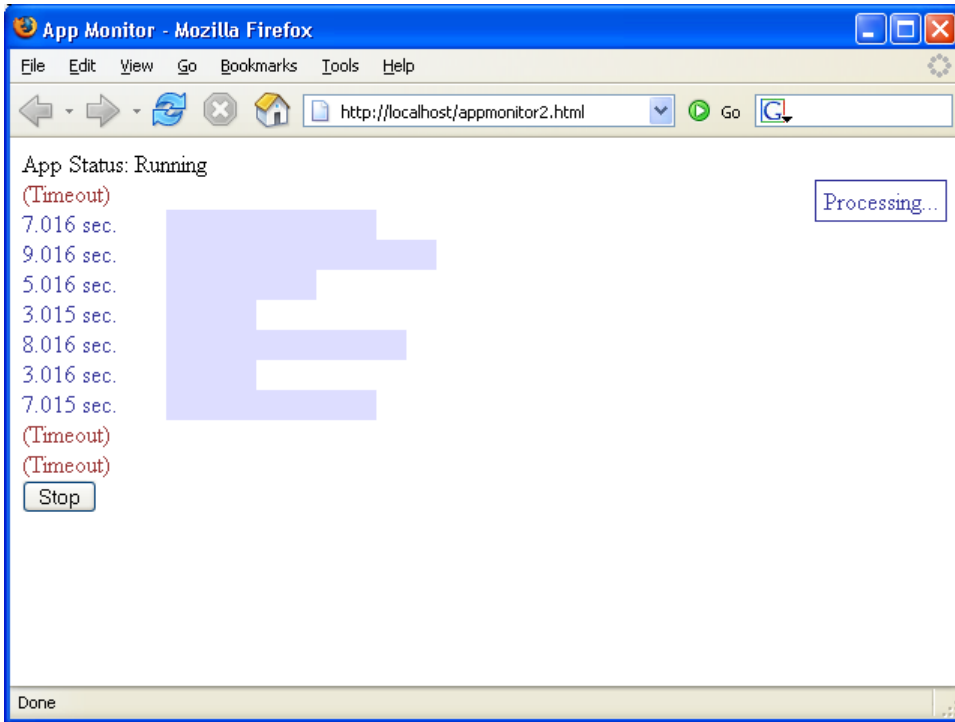 App Monitor - Mozilla Firefox
File Edit View Go Bookmarks Tools Help
http://localhost/appmonitor2.html Go G
App Status: Running
(Timeout)
Processing...
7.016 sec.
9.016 sec.
5.016 sec.
3.015 sec.
8.016 sec.
3.016 sec.
7.015 sec.
(Timeout)
(Timeout)
Stop
Done